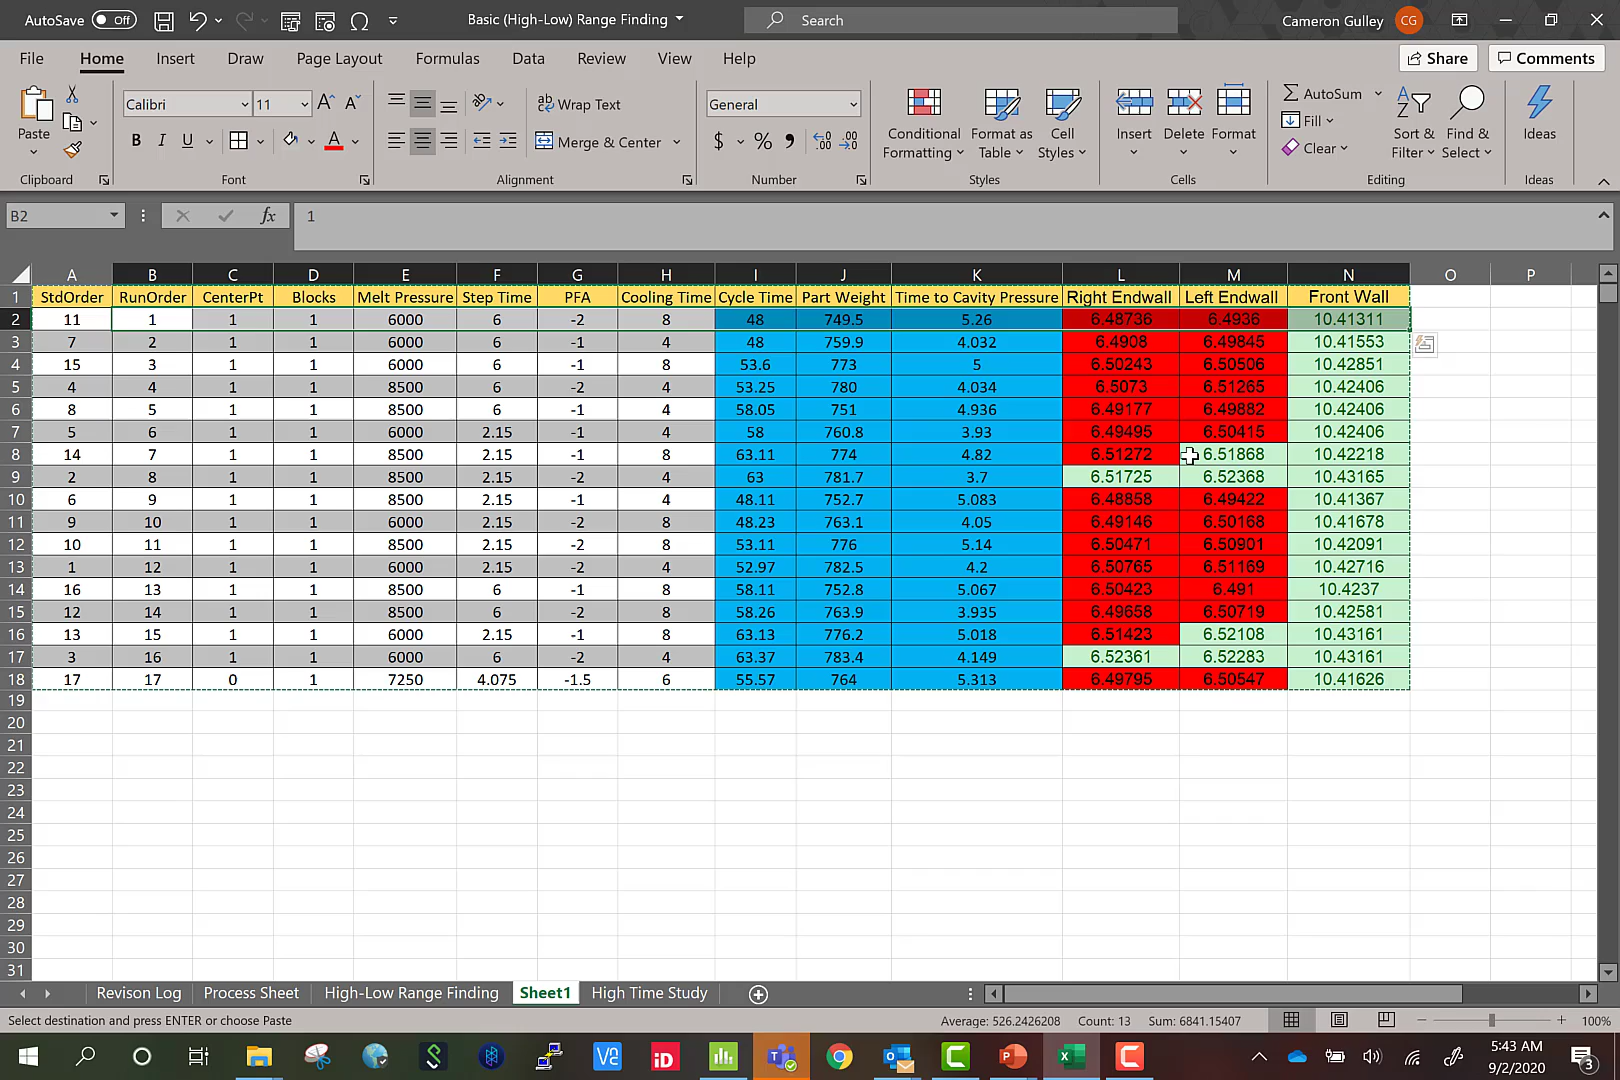 AutoSave Off Basic (High-Low) Range Finding Search Cameron Gulley CG
File Home Insert Draw Page Layout Formulas Data Review View Help Share Comments
Paste Calibri 11 Wrap Text General Conditional Formatting Format as Table Cell Styles Insert Delete Format AutoSum Fill Clear Sort & Filter Find & Select Ideas
B I U A Merge & Center $ % ,
Clipboard Font Alignment Number Styles Cells Editing Ideas
B2 fx 1
A B C D E F G H I J K L M N O P
1 StdOrder RunOrder CenterPt Blocks Melt Pressure Step Time PFA Cooling Time Cycle Time Part Weight Time to Cavity Pressure Right Endwall Left Endwall Front Wall
2 11 1 1 1 6000 6 -2 8 48 749.5 5.26 6.48736 6.4936 10.41311
3 7 2 1 1 6000 6 -1 4 48 759.9 4.032 6.4908 6.49845 10.41553
4 15 3 1 1 6000 6 -1 8 53.6 773 5 6.50243 6.50506 10.42851
5 4 4 1 1 8500 6 -2 4 53.25 780 4.034 6.5073 6.51265 10.42406
6 8 5 1 1 8500 6 -1 4 58.05 751 4.936 6.49177 6.49882 10.42406
7 5 6 1 1 6000 2.15 -1 4 58 760.8 3.93 6.49495 6.50415 10.42406
8 14 7 1 1 8500 2.15 -1 8 63.11 774 4.82 6.51272 6.51868 10.42218
9 2 8 1 1 8500 2.15 -2 4 63 781.7 3.7 6.51725 6.52368 10.43165
10 6 9 1 1 8500 2.15 -1 4 48.11 752.7 5.083 6.48858 6.49422 10.41367
11 9 10 1 1 6000 2.15 -2 8 48.23 763.1 4.05 6.49146 6.50168 10.41678
12 10 11 1 1 8500 2.15 -2 8 53.11 776 5.14 6.50471 6.50901 10.42091
13 1 12 1 1 6000 2.15 -2 4 52.97 782.5 4.2 6.50765 6.51169 10.42716
14 16 13 1 1 8500 6 -1 8 58.11 752.8 5.067 6.50423 6.491 10.4237
15 12 14 1 1 8500 6 -2 8 58.26 763.9 3.935 6.49658 6.50719 10.42581
16 13 15 1 1 6000 2.15 -1 8 63.13 776.2 5.018 6.51423 6.52108 10.43161
17 3 16 1 1 6000 6 -2 4 63.37 783.4 4.149 6.52361 6.52283 10.43161
18 17 17 0 1 7250 4.075 -1.5 6 55.57 764 5.313 6.49795 6.50547 10.41626
19
20
21
22
23
24
25
26
27
28
29
30
31
Revison Log Process Sheet High-Low Range Finding Sheet1 High Time Study
Select destination and press ENTER or choose Paste Average: 526.2426208 Count: 13 Sum: 6841.15407 100%
5:43 AM
9/2/2020 3